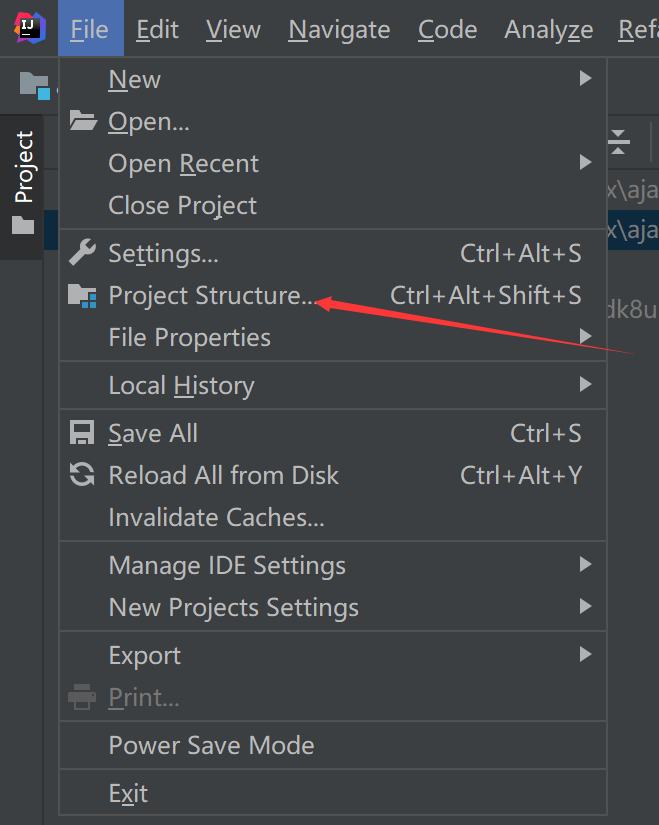 IJ
File Edit View Navigate Code Analyze Refa
Project
New
Open...
Open Recent
Close Project
x\aja
Settings... Ctrl+Alt+S
x\aja
Project Structure... Ctrl+Alt+Shift+S
dk8u
File Properties
Local History
Save All Ctrl+S
Reload All from Disk Ctrl+Alt+Y
Invalidate Caches...
Manage IDE Settings
New Projects Settings
Export
Print...
Power Save Mode
Exit